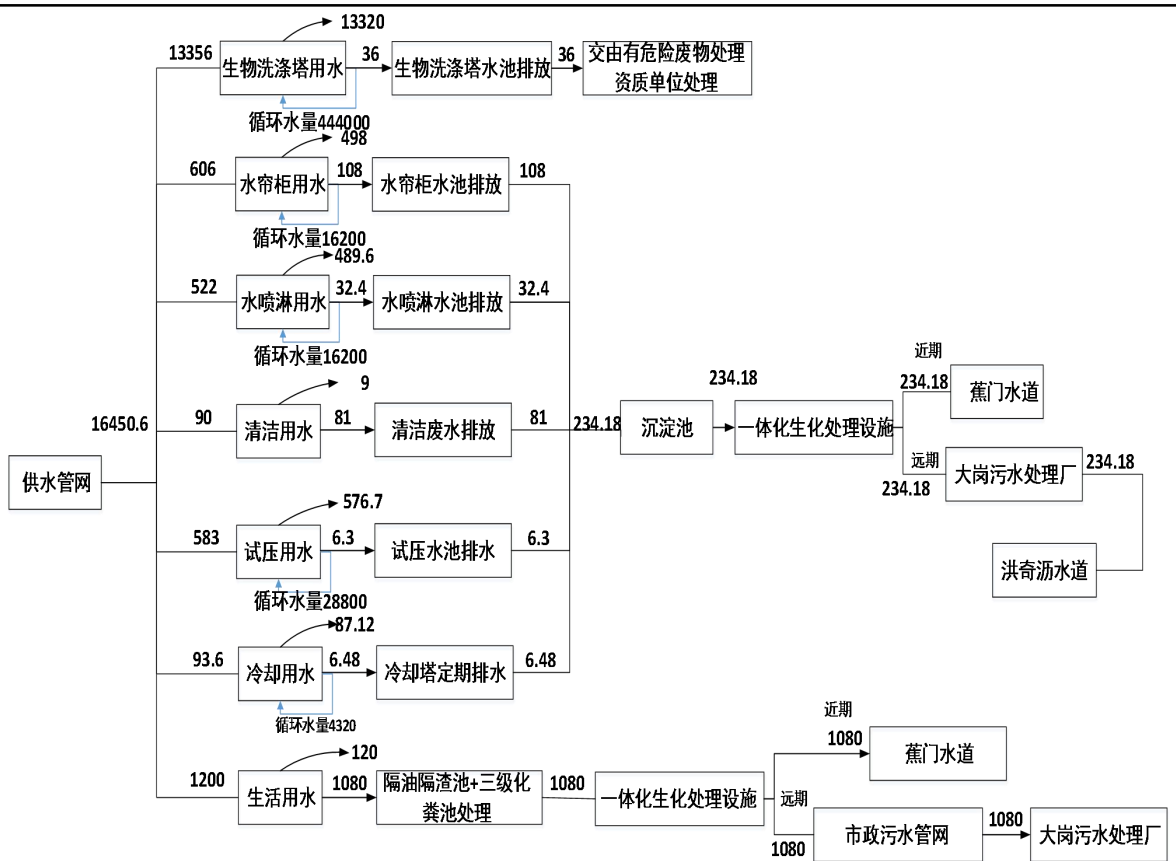 13320
13356
生物洗涤塔用水
36
生物洗涤塔水池排放
36
交由有危险废物处理
资质单位处理
循环水量444000
498
606
水帘柜用水
108
水帘柜水池排放
108
循环水量16200
489.6
522
水喷淋用水
32.4
水喷淋水池排放
32.4
循环水量16200
9
90
清洁用水
81
清洁废水排放
81
16450.6
供水管网
234.18
沉淀池
234.18
一体化生化处理设施
近期
234.18
蕉门水道
远期
234.18
大岗污水处理厂
234.18
洪奇沥水道
576.7
583
试压用水
6.3
试压水池排水
6.3
循环水量28800
87.12
93.6
冷却用水
6.48
冷却塔定期排水
6.48
循环水量4320
120
1200
生活用水
1080
隔油隔渣池+三级化
粪池处理
1080
一体化生化处理设施
近期
1080
蕉门水道
远期
1080
市政污水管网
1080
大岗污水处理厂